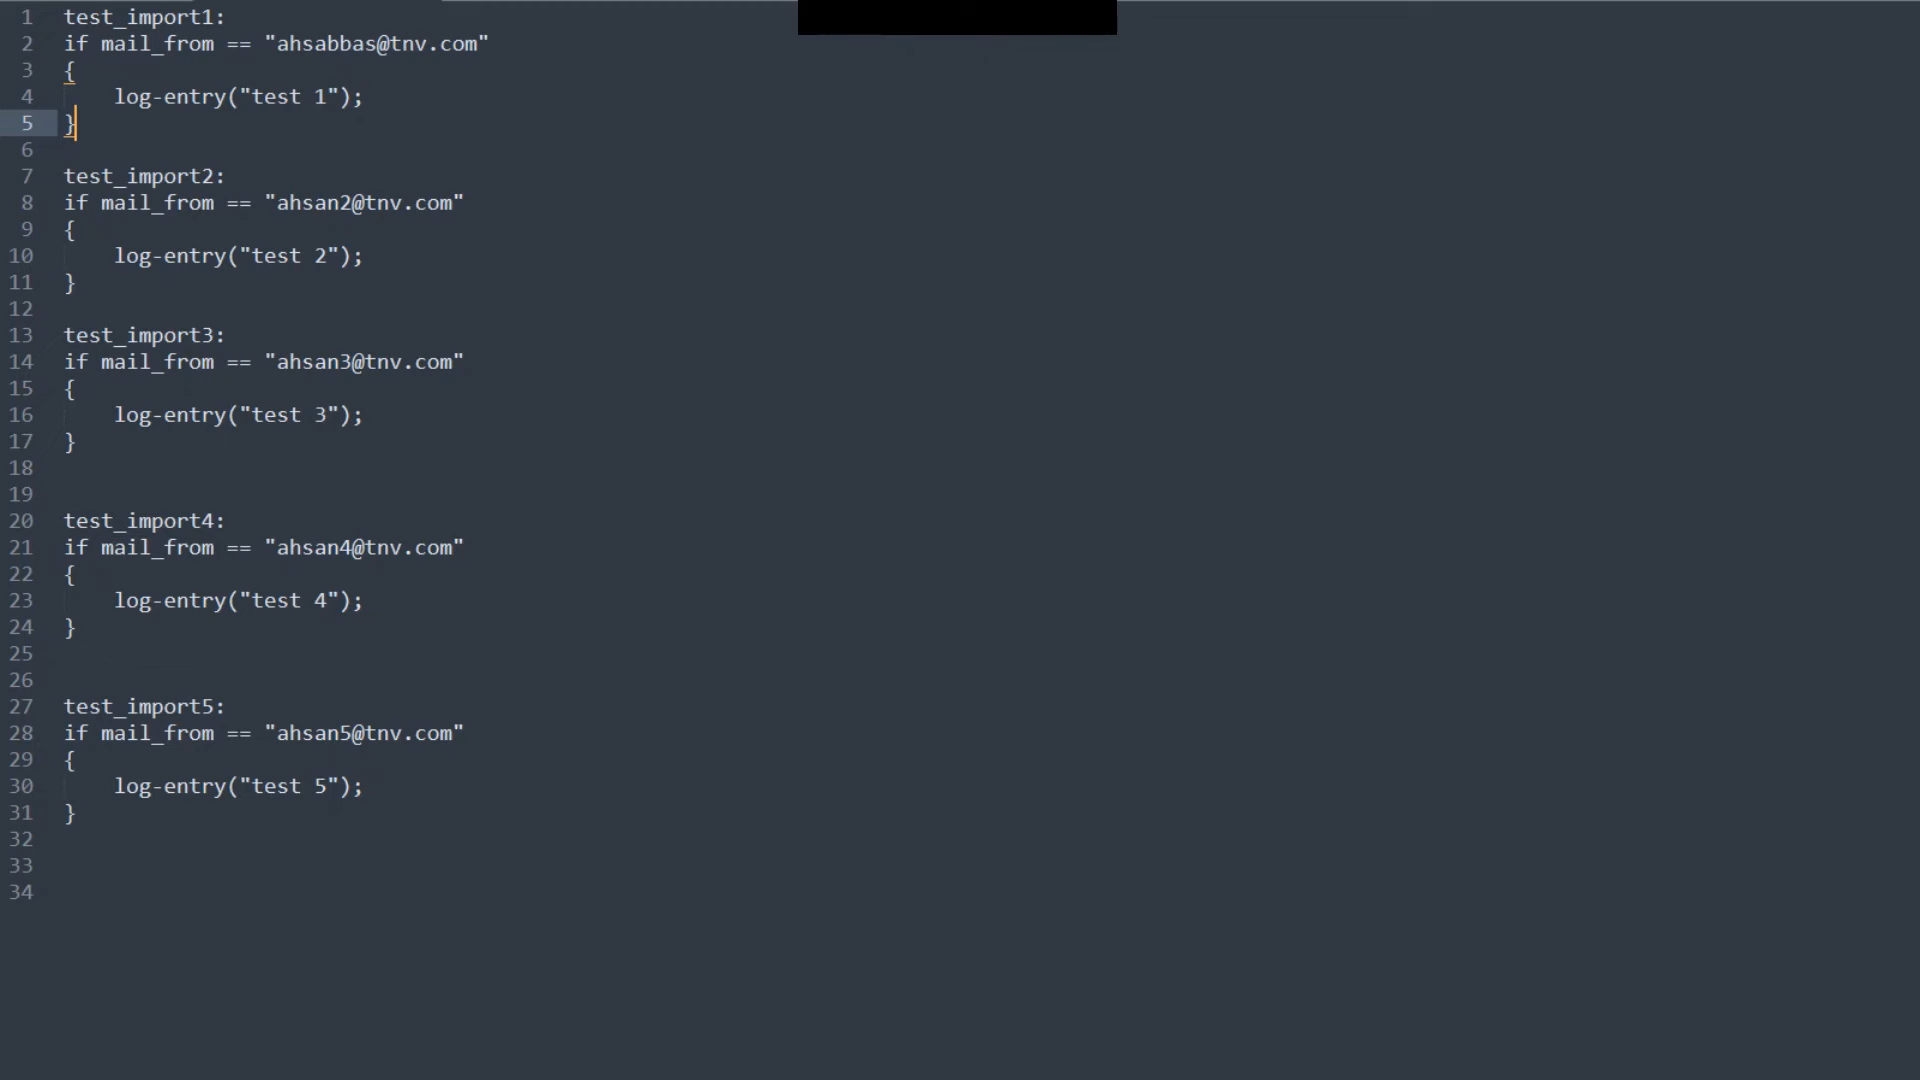 1 test_import1:
2 if mail_from == "ahsabbas@tnv.com"
3 {
4     log-entry("test 1");
5 }
6
7 test_import2:
8 if mail_from == "ahsan2@tnv.com"
9 {
10     log-entry("test 2");
11 }
12
13 test_import3:
14 if mail_from == "ahsan3@tnv.com"
15 {
16     log-entry("test 3");
17 }
18
19
20 test_import4:
21 if mail_from == "ahsan4@tnv.com"
22 {
23     log-entry("test 4");
24 }
25
26
27 test_import5:
28 if mail_from == "ahsan5@tnv.com"
29 {
30     log-entry("test 5");
31 }
32
33
34